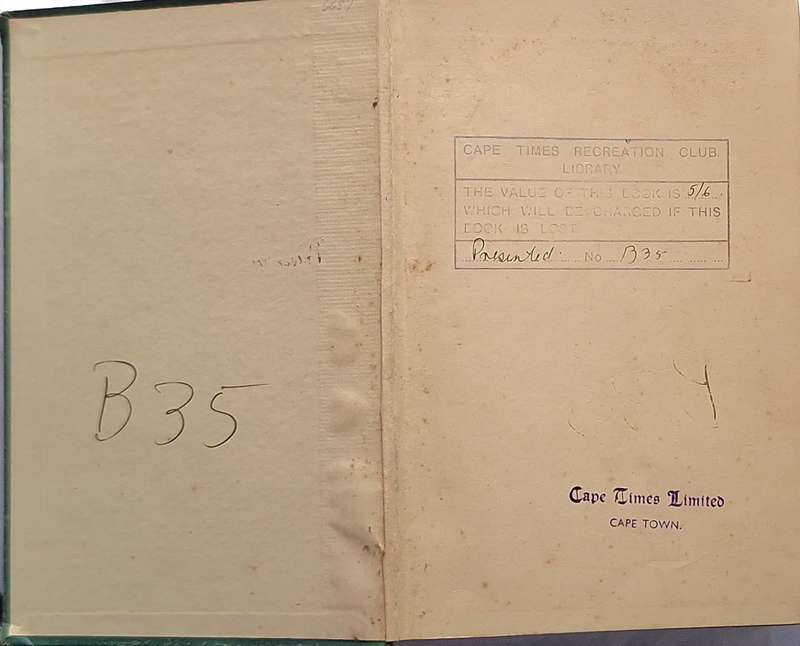 B35
CAPE TIMES RECREATION CLUB.
LIBRARY.
THE VALUE OF THIS BOOK IS 5/6
WHICH WILL BE CHARGED IF THIS
BOOK IS LOST
Presented. No B35
Cape Times Limited
CAPE TOWN.